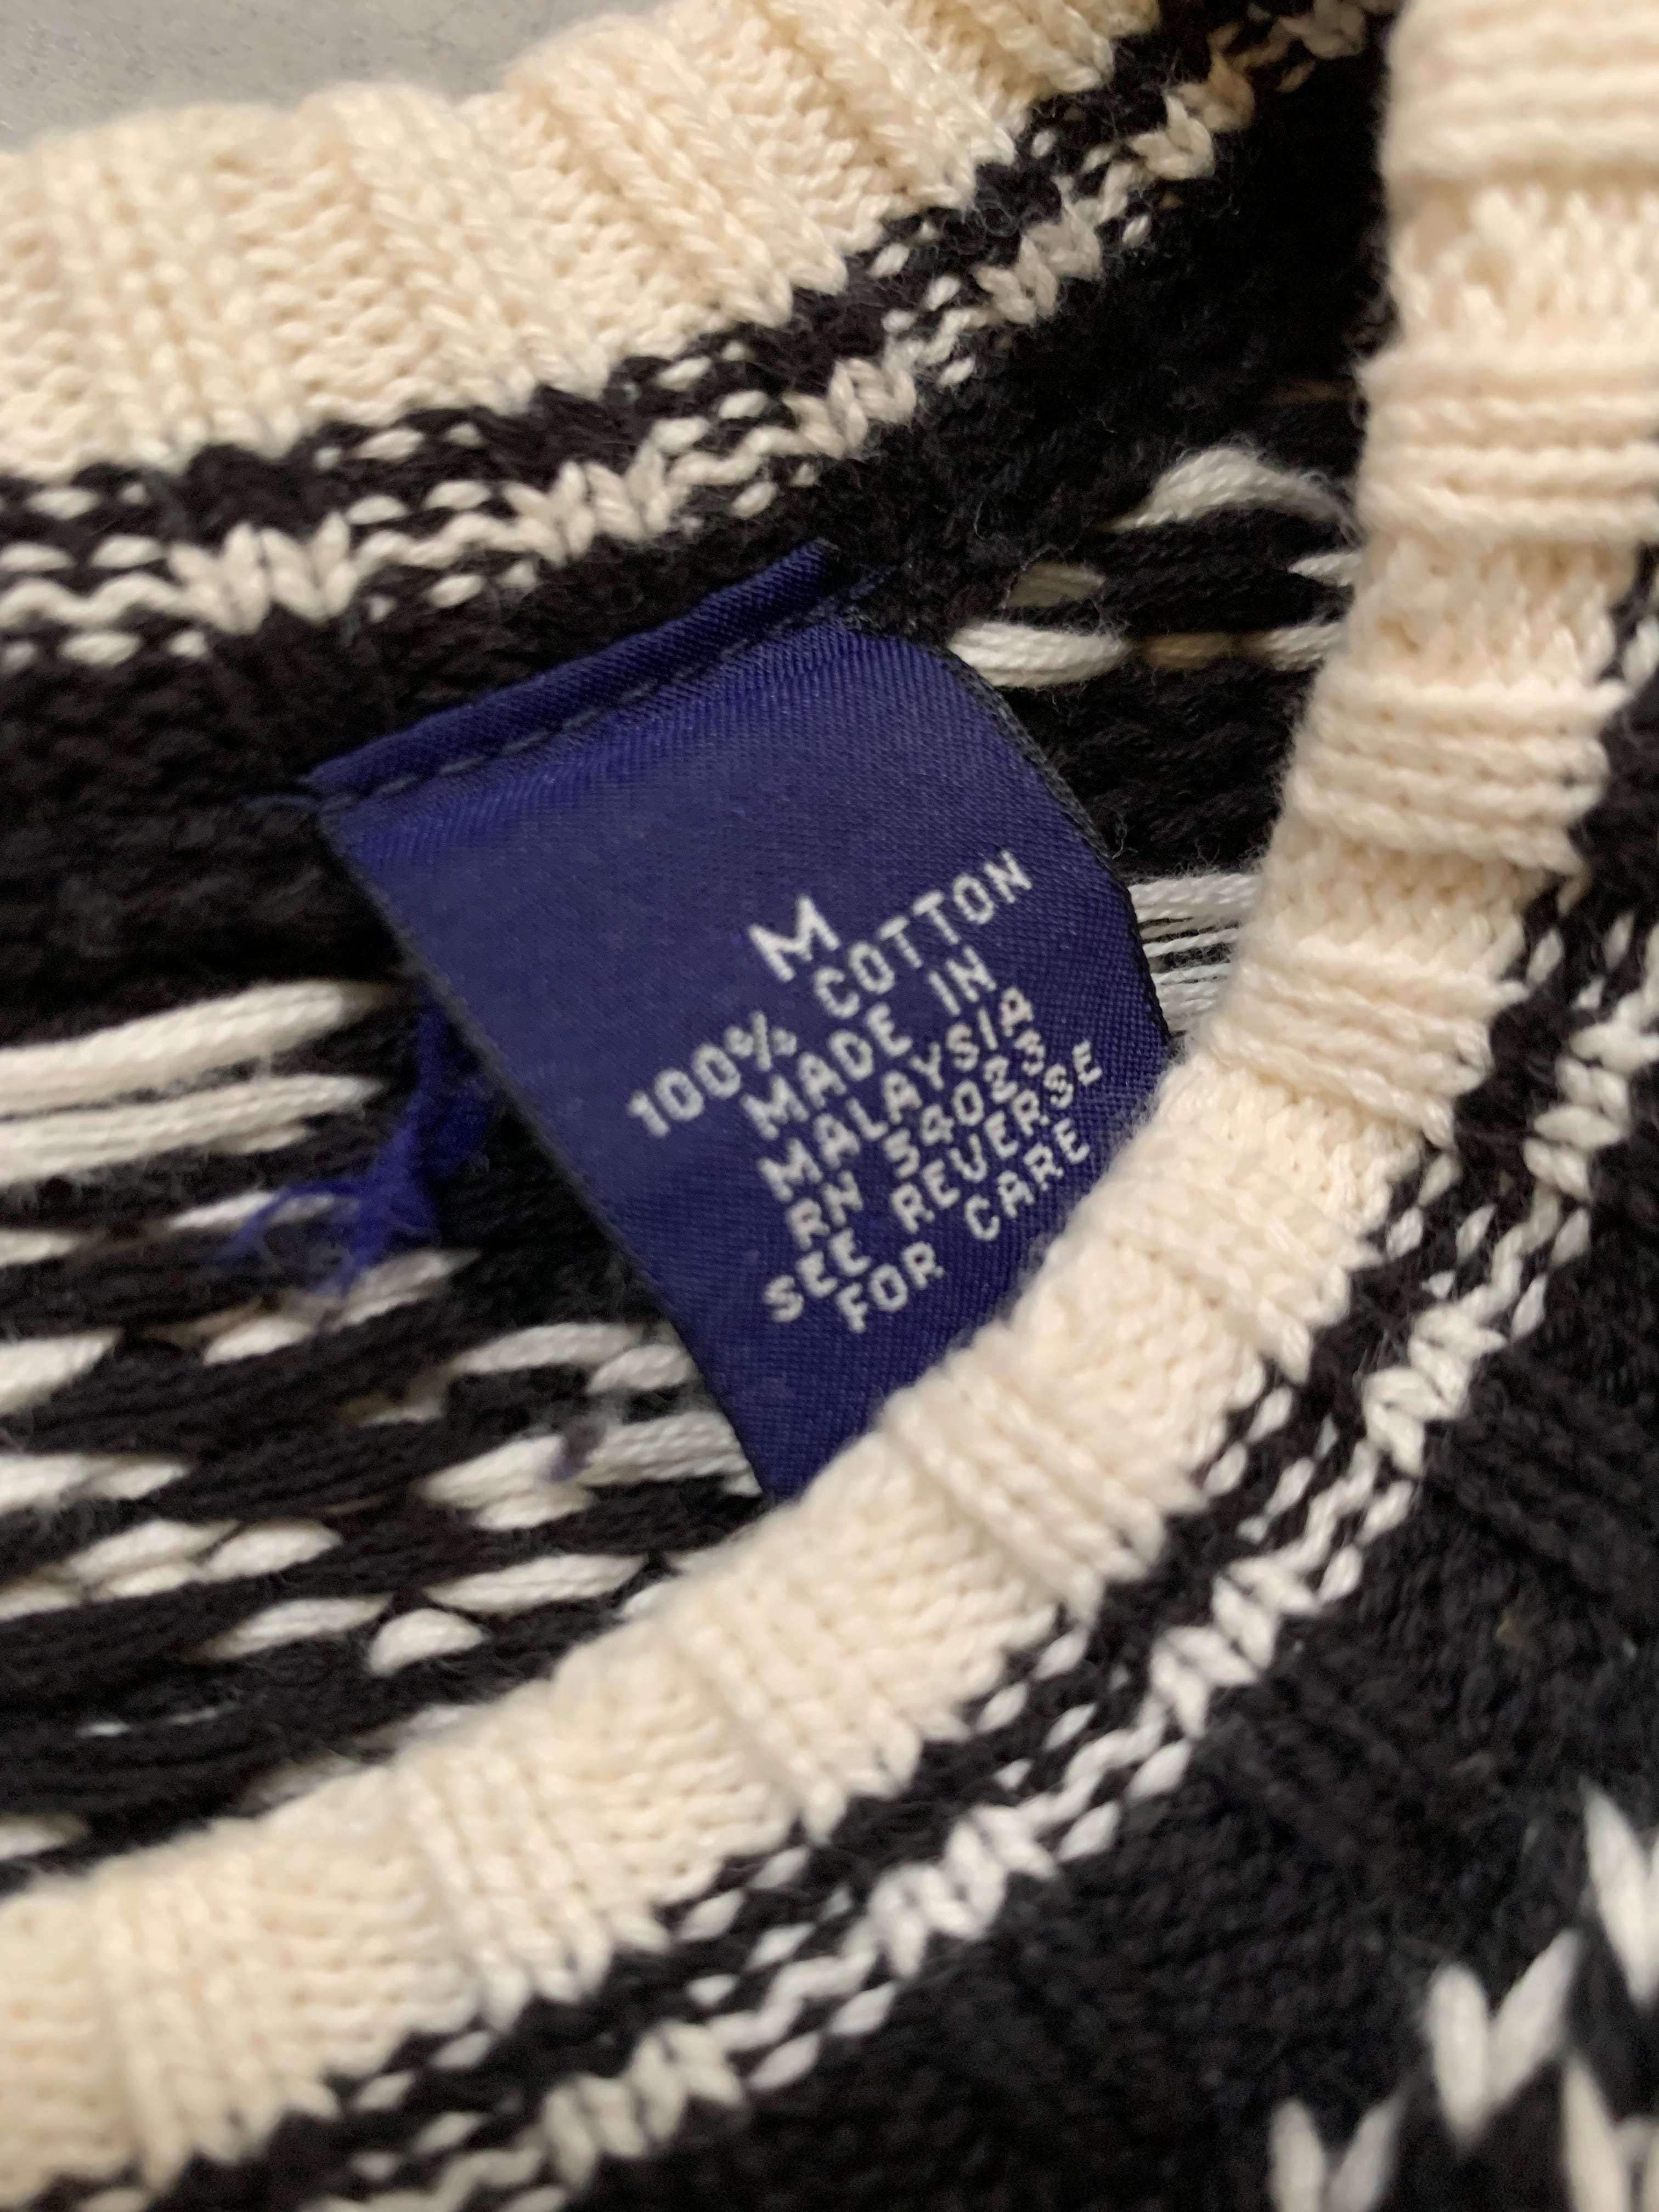 M
100% COTTON
MADE IN
MALAYSIA
RN 54023
SEE REVERSE
FOR CARE